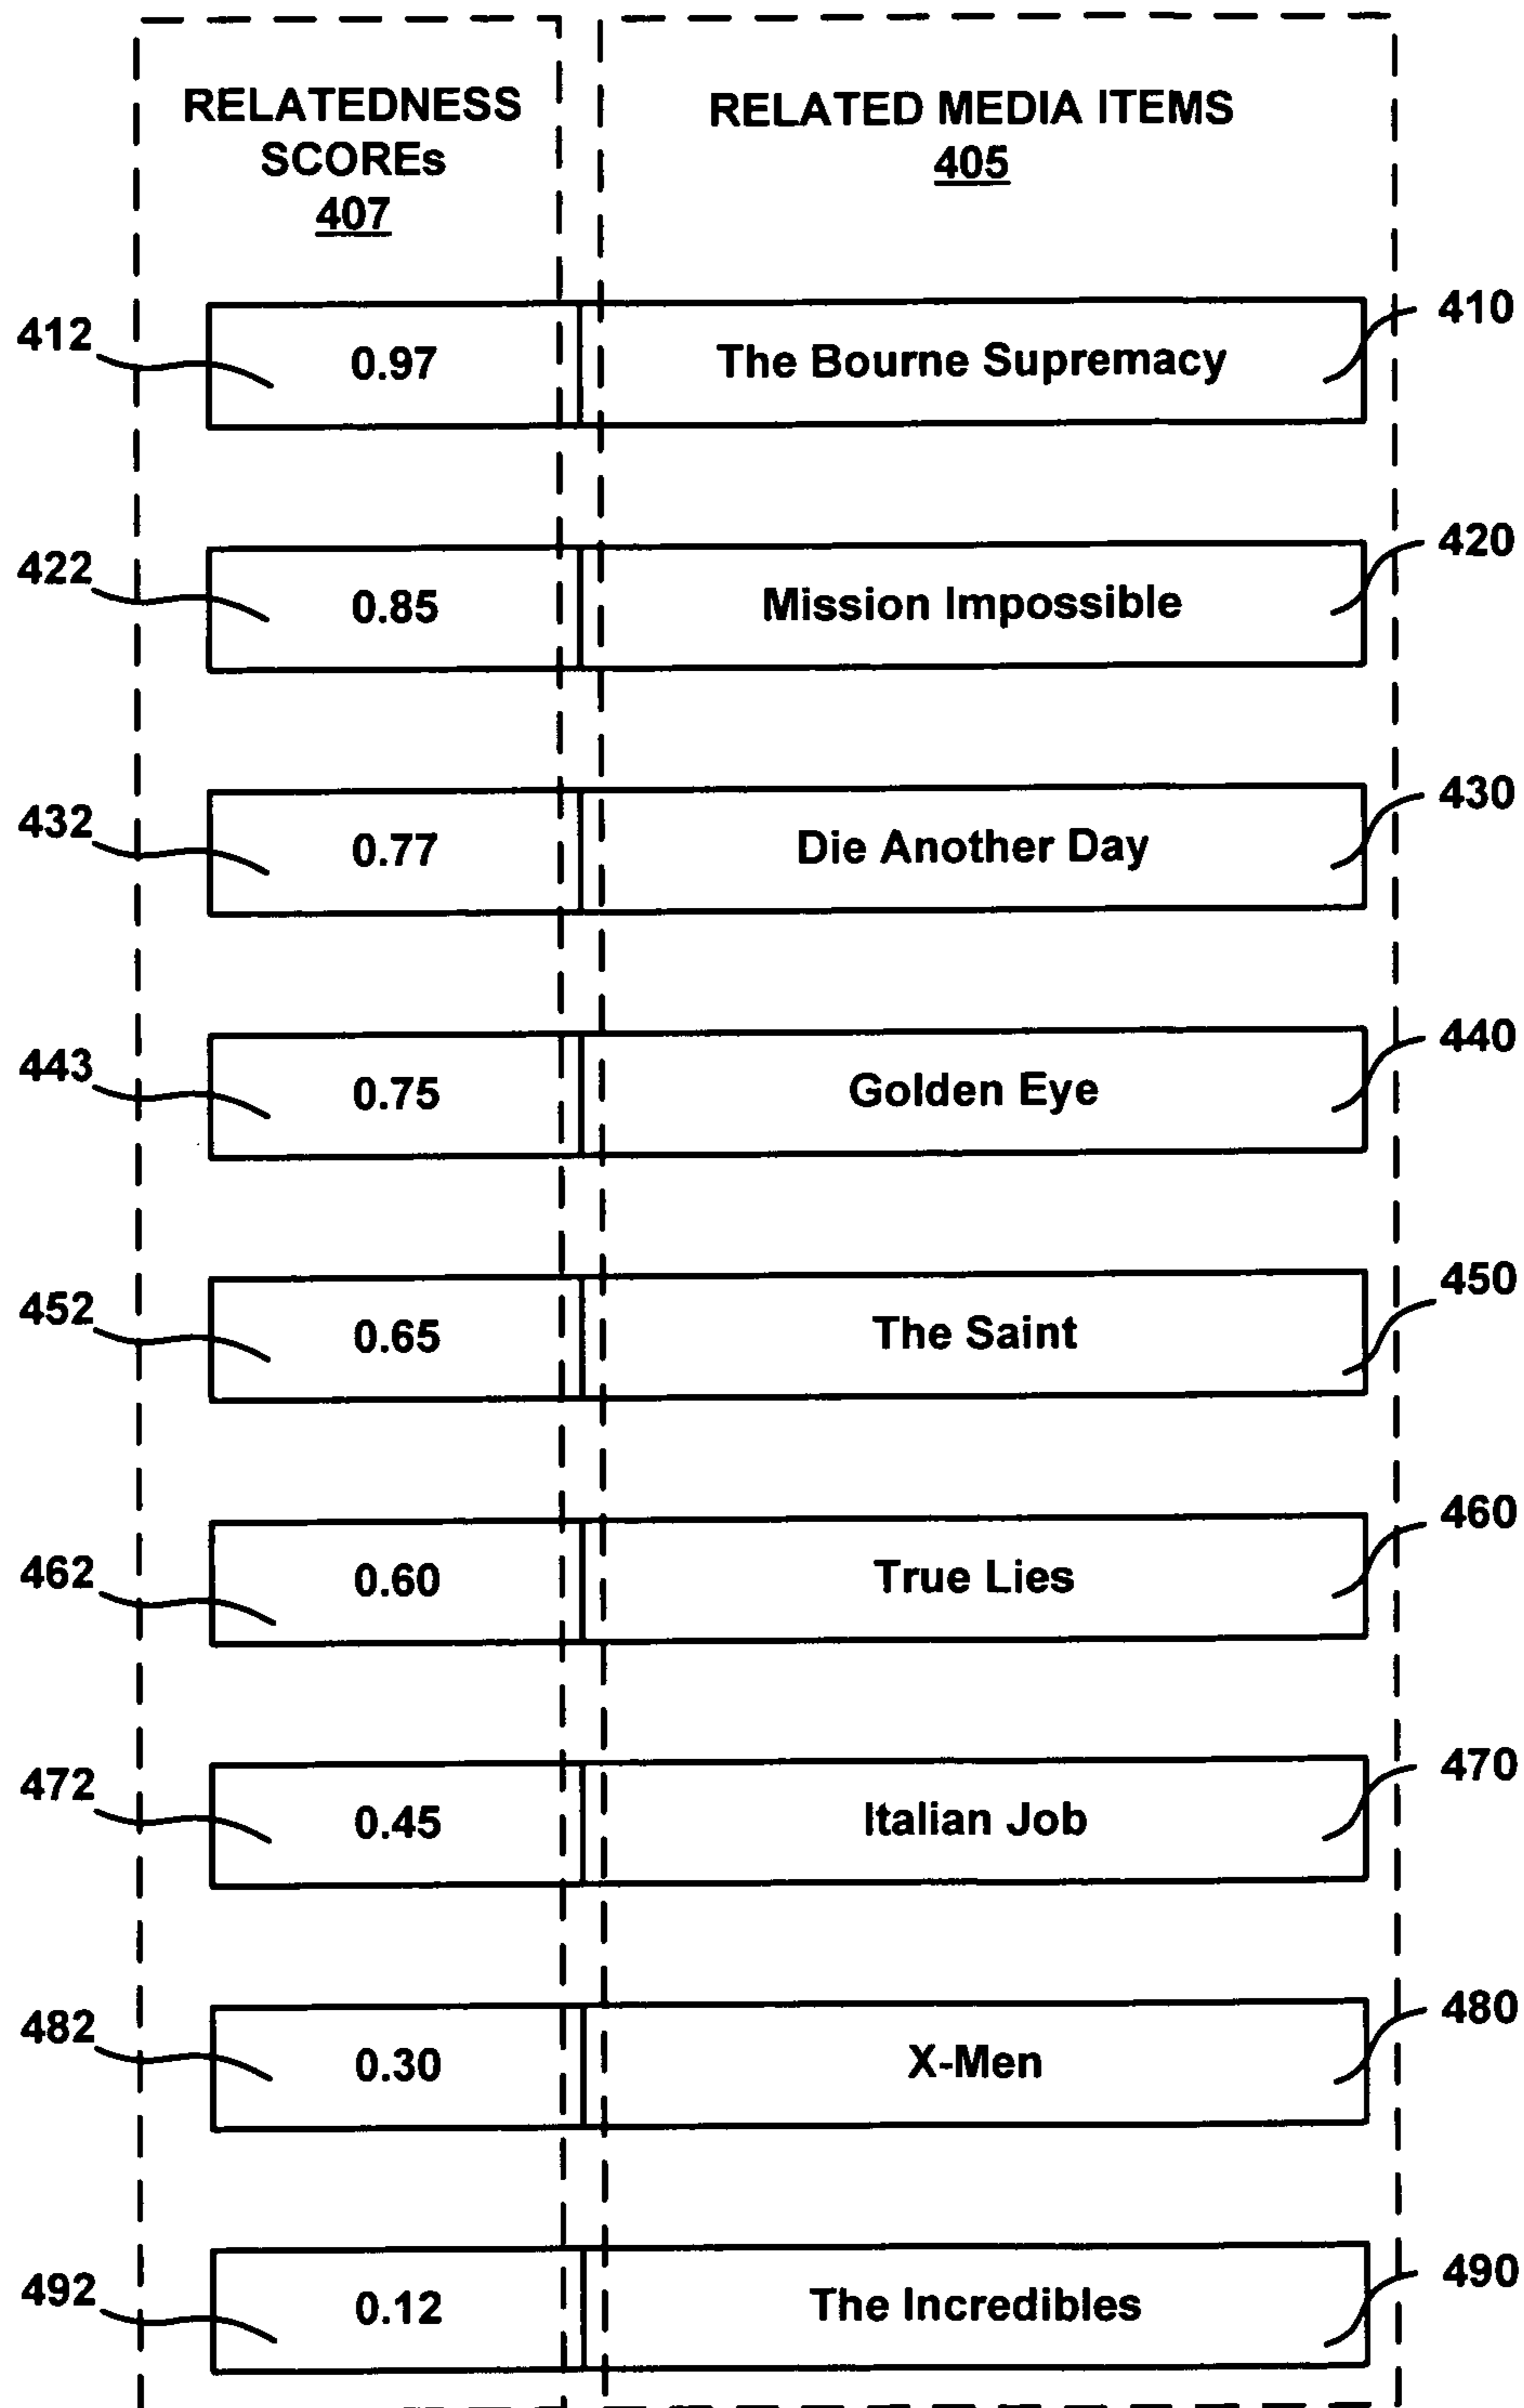 RELATEDNESS
SCOREs
407
RELATED MEDIA ITEMS
405
412 0.97 The Bourne Supremacy 410
422 0.85 Mission Impossible 420
432 0.77 Die Another Day 430
443 0.75 Golden Eye 440
452 0.65 The Saint 450
462 0.60 True Lies 460
472 0.45 Italian Job 470
482 0.30 X-Men 480
492 0.12 The Incredibles 490